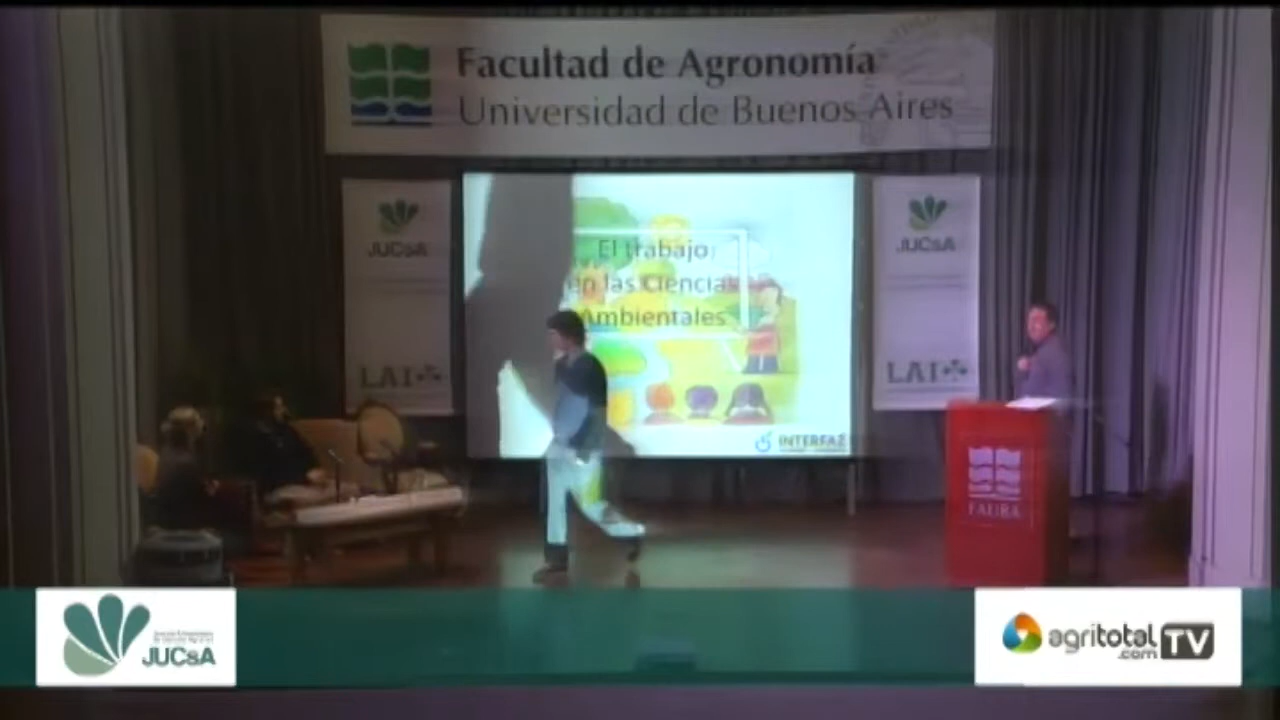 Facultad de Agronomía
Universidad de Buenos Aires
JUCsA
JUCsA
El trabajo
en las Ciencias
Ambientales
LAI
LAI
INTERFAZ
FAUBA
JUC&A
agritotal
.com
TV